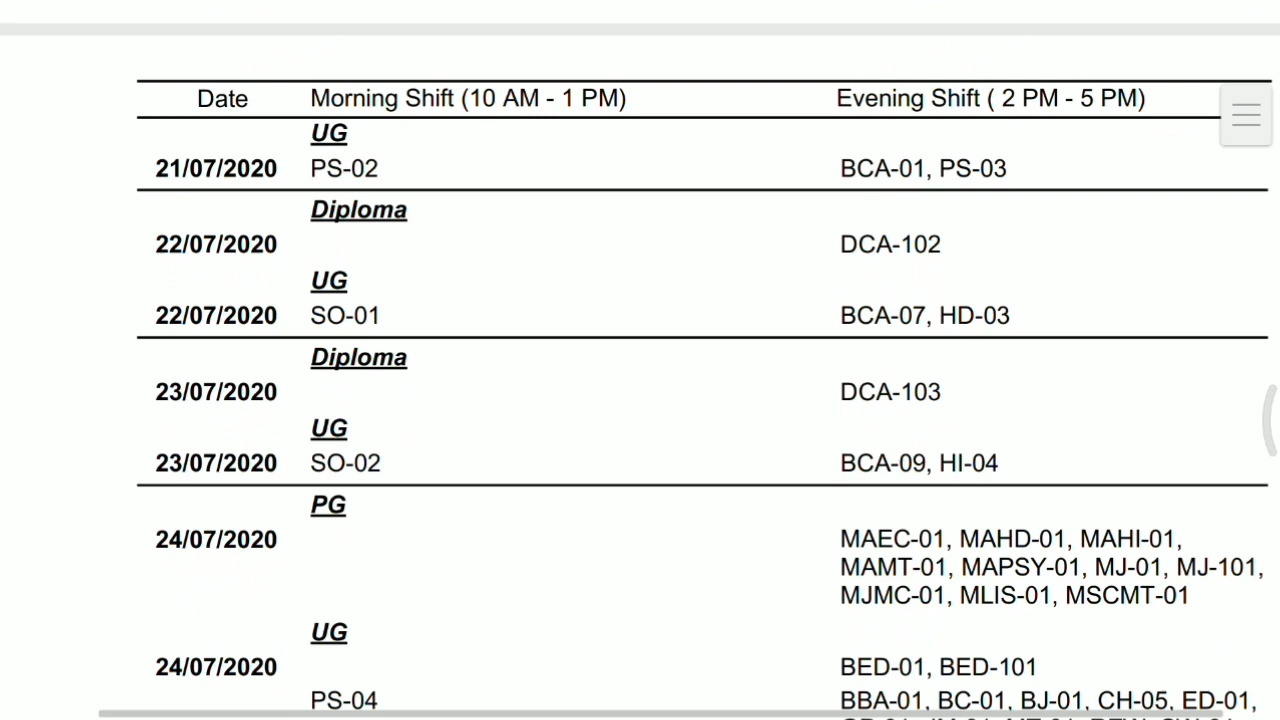 Date Morning Shift (10 AM - 1 PM) Evening Shift ( 2 PM - 5 PM)
UG
21/07/2020 PS-02 BCA-01, PS-03
Diploma
22/07/2020 DCA-102
UG
22/07/2020 SO-01 BCA-07, HD-03
Diploma
23/07/2020 DCA-103
UG
23/07/2020 SO-02 BCA-09, HI-04
PG
24/07/2020 MAEC-01, MAHD-01, MAHI-01,
MAMT-01, MAPSY-01, MJ-01, MJ-101,
MJMC-01, MLIS-01, MSCMT-01
UG
24/07/2020 BED-01, BED-101
PS-04 BBA-01, BC-01, BJ-01, CH-05, ED-01,